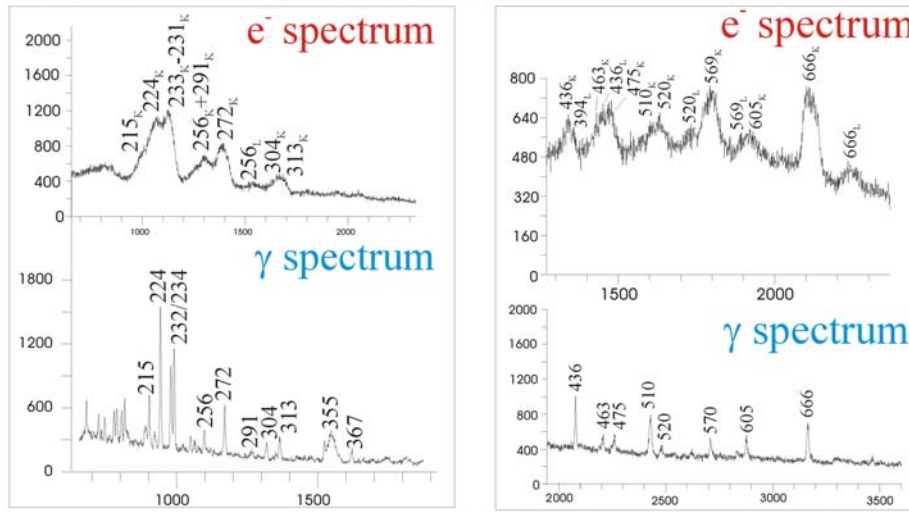 e⁻ spectrum
2000
1600
1200
800
400
0
215K
224K
233K-231K
256K+291K
272K
256L
304K
313K
1000
1500
2000
γ spectrum
1800
1200
600
0
215
224
232/234
256
272
291
304
313
355
367
1000
1500
e⁻ spectrum
800
640
480
320
160
0
436K
394L
463K
436L
475K
510K
520K
520L
569K
569L
605K
666K
666L
1500
2000
γ spectrum
1600
1200
800
400
0
436
463
475
510
520
570
605
666
2000
2500
3000
3500